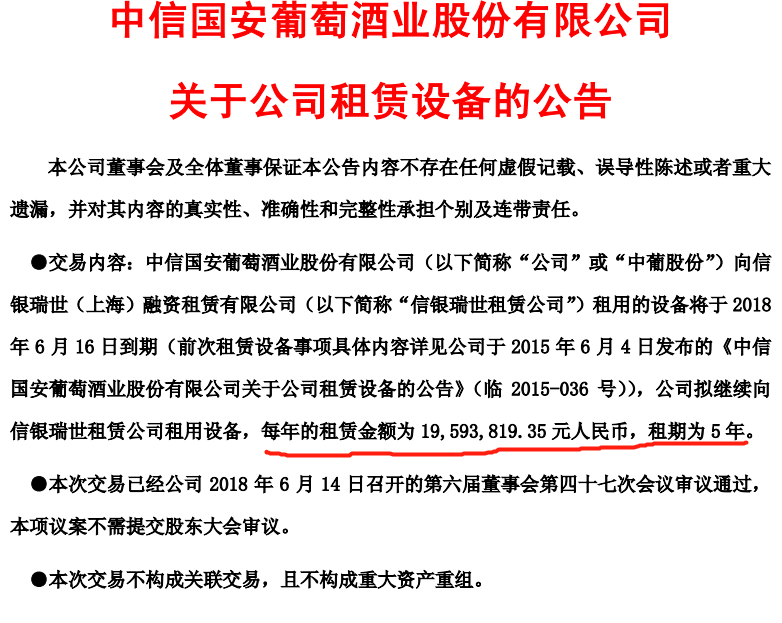 中信国安葡萄酒业股份有限公司
关于公司租赁设备的公告
本公司董事会及全体董事保证本公告内容不存在任何虚假记载、误导性陈述或者重大
遗漏，并对其内容的真实性、准确性和完整性承担个别及连带责任。
●交易内容：中信国安葡萄酒业股份有限公司（以下简称“公司”或“中葡股份”）向信
银瑞世（上海）融资租赁有限公司（以下简称“信银瑞世租赁公司”）租用的设备将于 2018
年 6 月 16 日到期（前次租赁设备事项具体内容详见公司于 2015 年 6 月 4 日发布的《中信
国安葡萄酒业股份有限公司关于公司租赁设备的公告》（临 2015-036 号）），公司拟继续向
信银瑞世租赁公司租用设备，每年的租赁金额为 19,593,819.35 元人民币，租期为 5 年。
●本次交易已经公司 2018 年 6 月 14 日召开的第六届董事会第四十七次会议审议通过，
本项议案不需提交股东大会审议。
●本次交易不构成关联交易，且不构成重大资产重组。